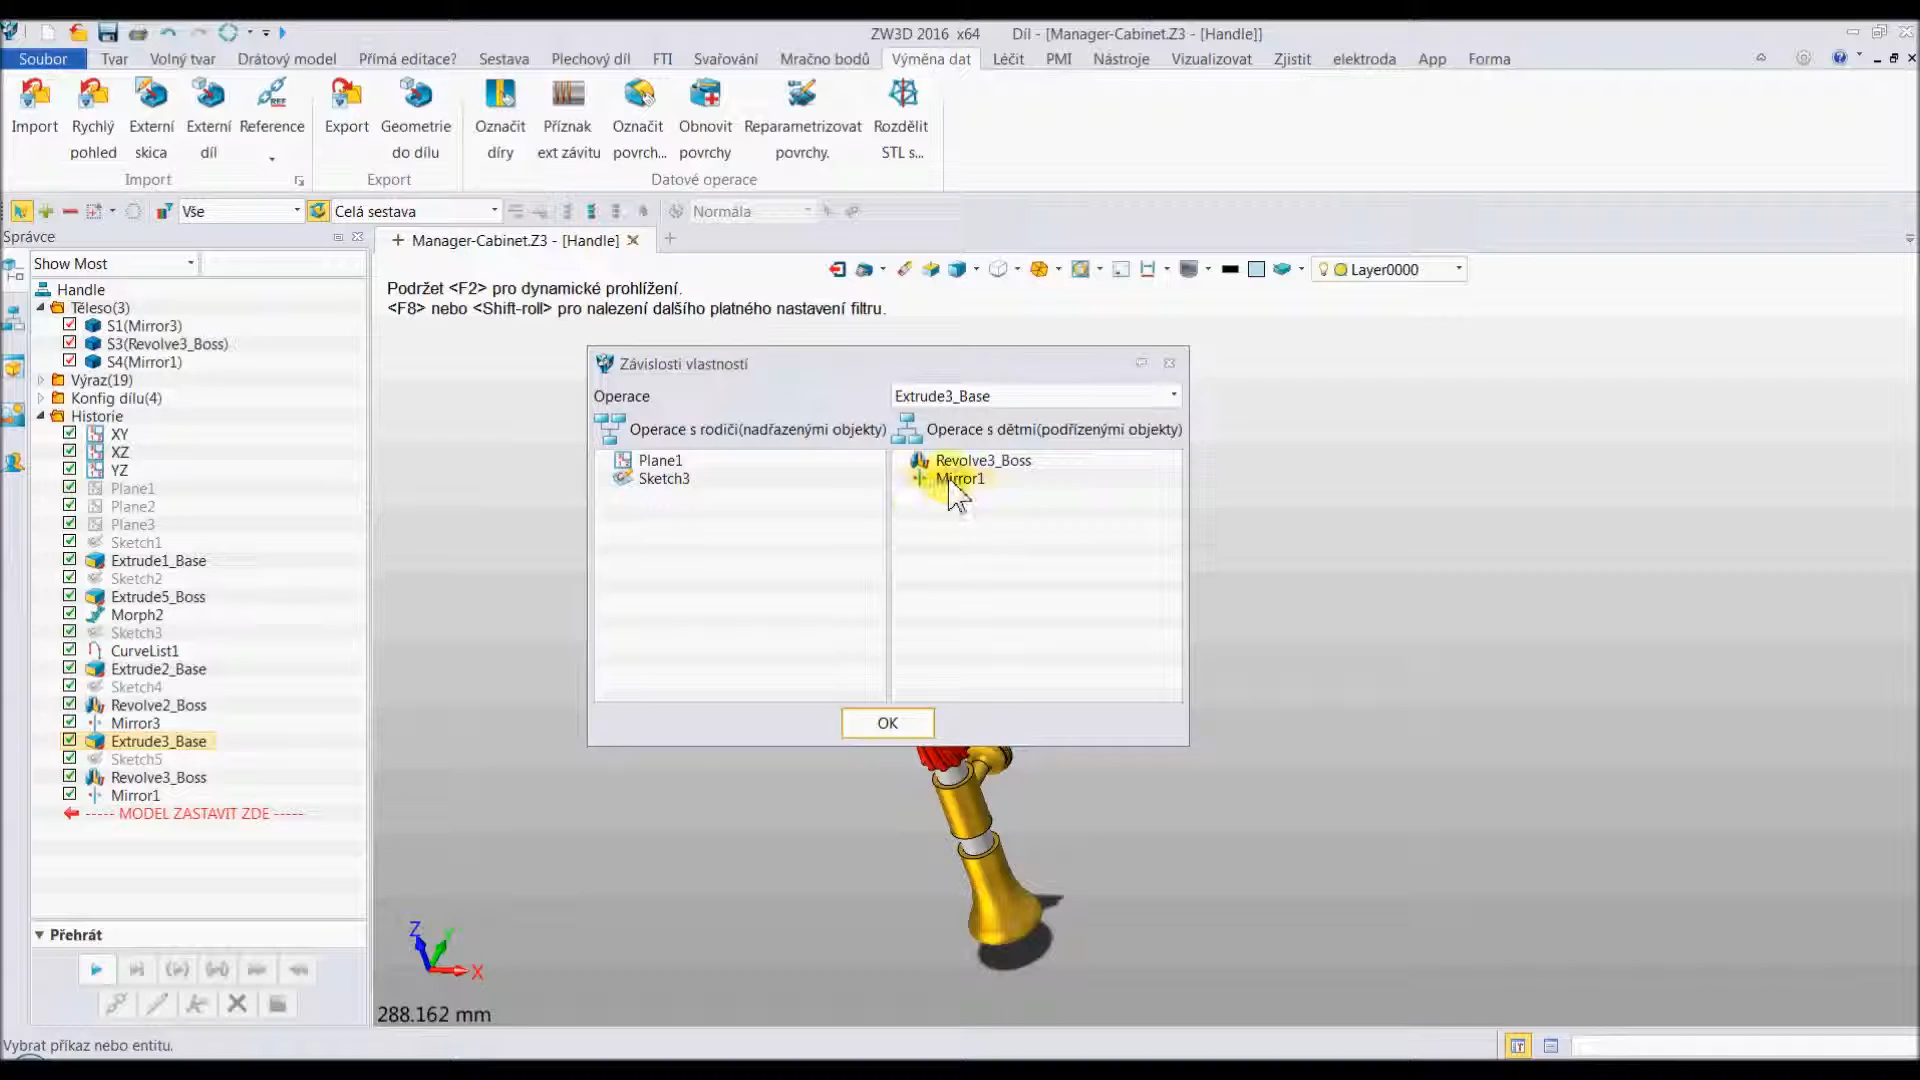 ZW3D 2016 x64 Díl - [Manager-Cabinet.Z3 - [Handle]]
Soubor Tvar Volný tvar Drátový model Přímá editace? Sestava Plechový díl FTI Svařování Mračno bodů Výměna dat Léčit PMI Nástroje Vizualizovat Zjistit elektroda App Forma
Import Rychlý pohled Externí skica Externí díl Reference Export Geometrie do dílu Označit díry Příznak ext závitu Označit povrch... Obnovit povrchy Reparametrizovat povrchy. Rozdělit STL s...
Import Export Datové operace
Vše Celá sestava Normála
Správce
Manager-Cabinet.Z3 - [Handle]
Show Most
Layer0000
Podržet <F2> pro dynamické prohlížení.
<F8> nebo <Shift-roll> pro nalezení dalšího platného nastavení filtru.
Handle
Těleso(3)
S1(Mirror3)
S3(Revolve3_Boss)
S4(Mirror1)
Výraz(19)
Konfig dílu(4)
Historie
XY
XZ
YZ
Plane1
Plane2
Plane3
Sketch1
Extrude1_Base
Sketch2
Extrude5_Boss
Morph2
Sketch3
CurveList1
Extrude2_Base
Sketch4
Revolve2_Boss
Mirror3
Extrude3_Base
Sketch5
Revolve3_Boss
Mirror1
----- MODEL ZASTAVIT ZDE -----
Přehrát
Závislosti vlastností
Operace Extrude3_Base
Operace s rodiči(nadřazenými objekty) Operace s dětmi(podřízenými objekty)
Plane1
Sketch3
Revolve3_Boss
Mirror1
OK
Z Y X
288.162 mm
Vybrat příkaz nebo entitu.